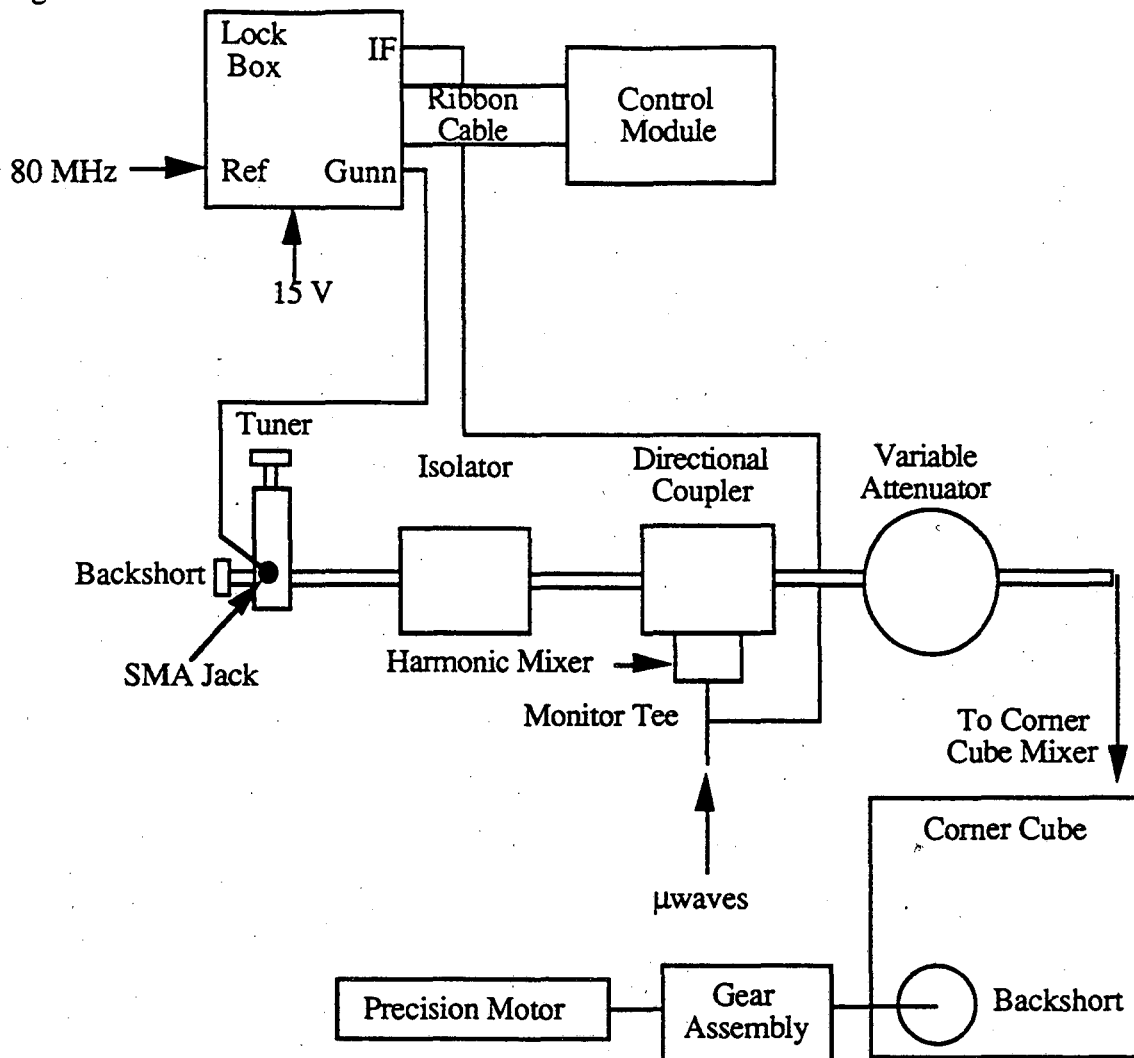 Lock
Box
IF
Ribbon
Cable
Control
Module
80 MHz
Ref
Gunn
15 V
Tuner
Isolator
Directional
Coupler
Variable
Attenuator
Backshort
SMA Jack
Harmonic Mixer
Monitor Tee
To Corner
Cube Mixer
Corner Cube
µwaves
Precision Motor
Gear
Assembly
Backshort